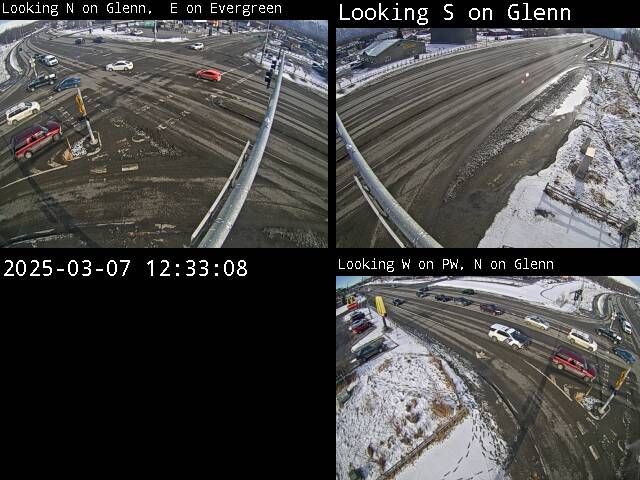 Looking N on Glenn,  E on Evergreen
Looking S on Glenn
2025-03-07 12:33:08
Looking W on PW, N on Glenn